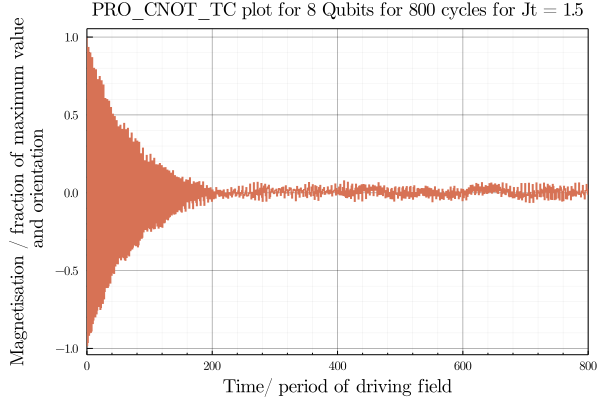 PRO_CNOT_TC plot for 8 Qubits for 800 cycles for Jt = 1.5
Magnetisation / fraction of maximum value
and orientation
1.0
0.5
0.0
−0.5
−1.0
0 200 400 600 800
Time/ period of driving field